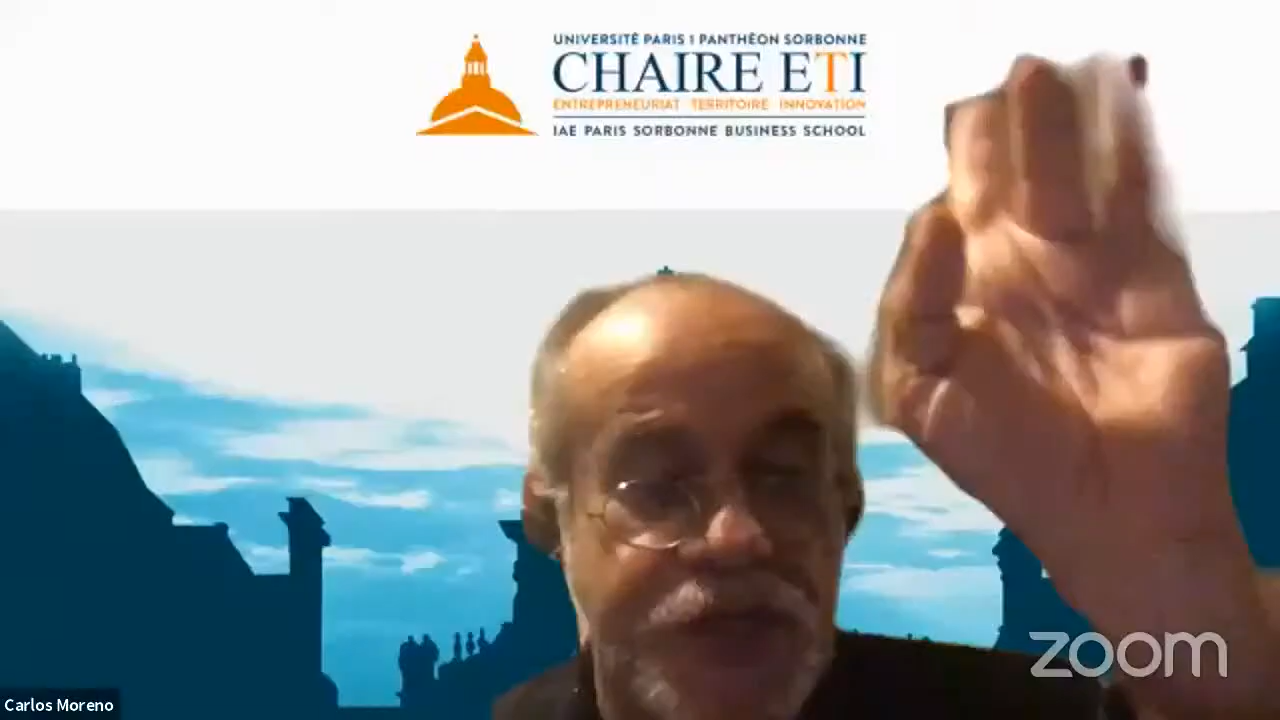 UNIVERSITÉ PARIS 1 PANTHÉON SORBONNE
CHAIRE ETI
ENTREPRENEURIAT TERRITOIRE INNOVATION
IAE PARIS SORBONNE BUSINESS SCHOOL
zoom
Carlos Moreno